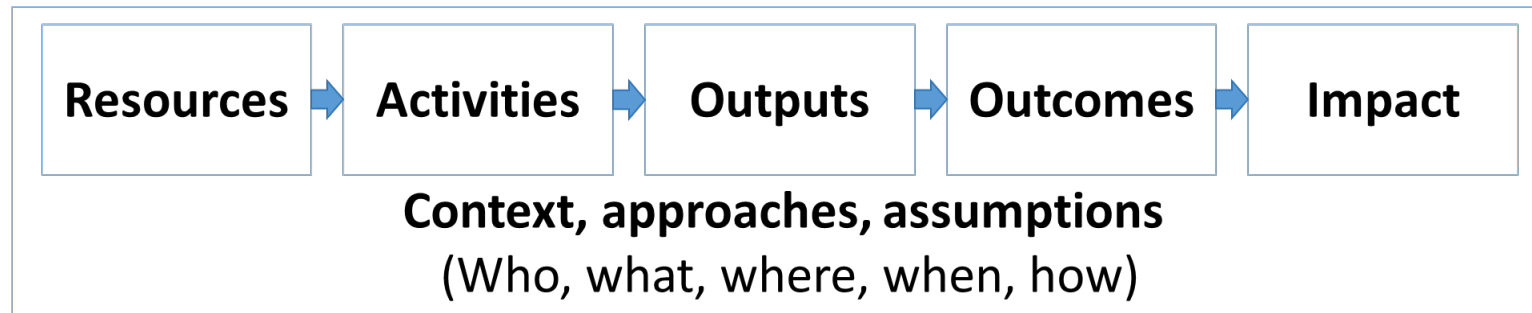 Resources Activities Outputs Outcomes Impact
Context, approaches, assumptions
(Who, what, where, when, how)